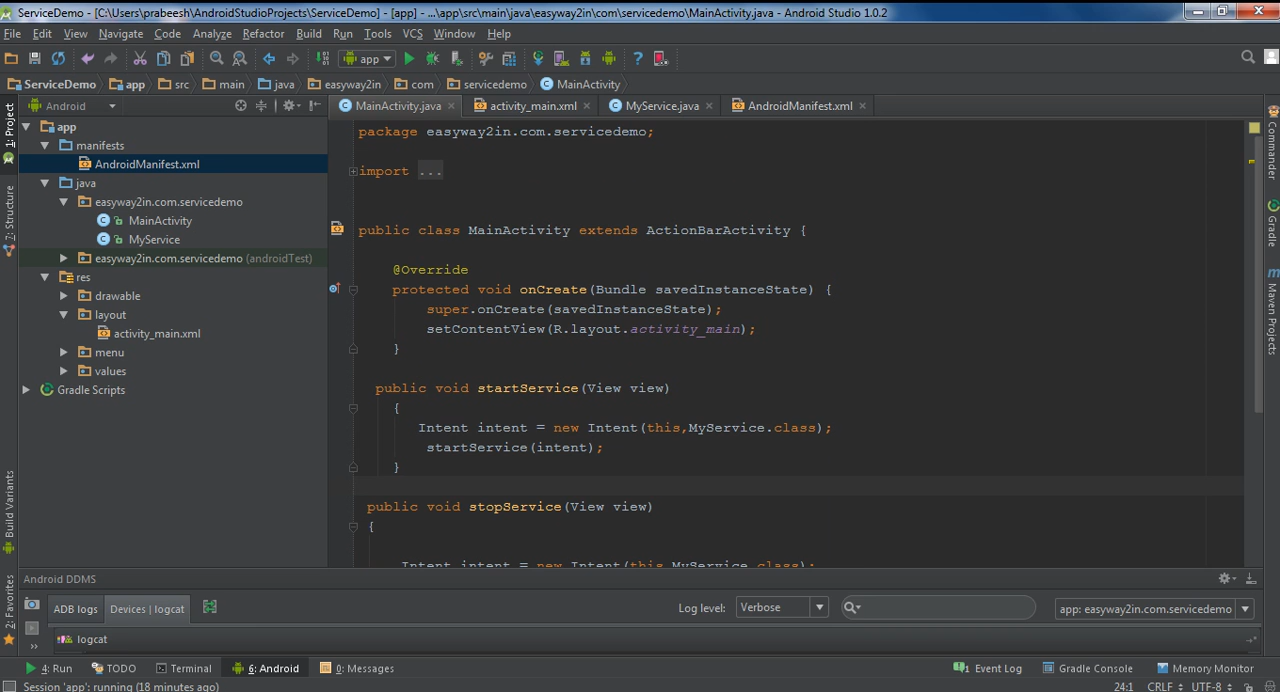 ServiceDemo - [C:\Users\prabeesh\AndroidStudioProjects\ServiceDemo] - [app] - ...\app\src\main\java\easyway2in\com\servicedemo\MainActivity.java - Android Studio 1.0.2
File Edit View Navigate Code Analyze Refactor Build Run Tools VCS Window Help
app
ServiceDemo app src main java easyway2in com servicedemo MainActivity
1: Project
7: Structure
Build Variants
2: Favorites
Android
app
manifests
AndroidManifest.xml
java
easyway2in.com.servicedemo
MainActivity
MyService
easyway2in.com.servicedemo (androidTest)
res
drawable
layout
activity_main.xml
menu
values
Gradle Scripts
MainActivity.java activity_main.xml MyService.java AndroidManifest.xml
package easyway2in.com.servicedemo;
import ...
public class MainActivity extends ActionBarActivity {
@Override
protected void onCreate(Bundle savedInstanceState) {
super.onCreate(savedInstanceState);
setContentView(R.layout.activity_main);
}
public void startService(View view)
{
Intent intent = new Intent(this,MyService.class);
startService(intent);
}
public void stopService(View view)
{
Intent intent = new Intent(this,MyService.class);
Commander
Gradle
Maven Projects
Android DDMS
ADB logs Devices | logcat Log level: Verbose app: easyway2in.com.servicedemo
logcat
4: Run TODO Terminal 6: Android 0: Messages Event Log Gradle Console Memory Monitor
Session 'app': running (18 minutes ago) 24:1 CRLF UTF-8